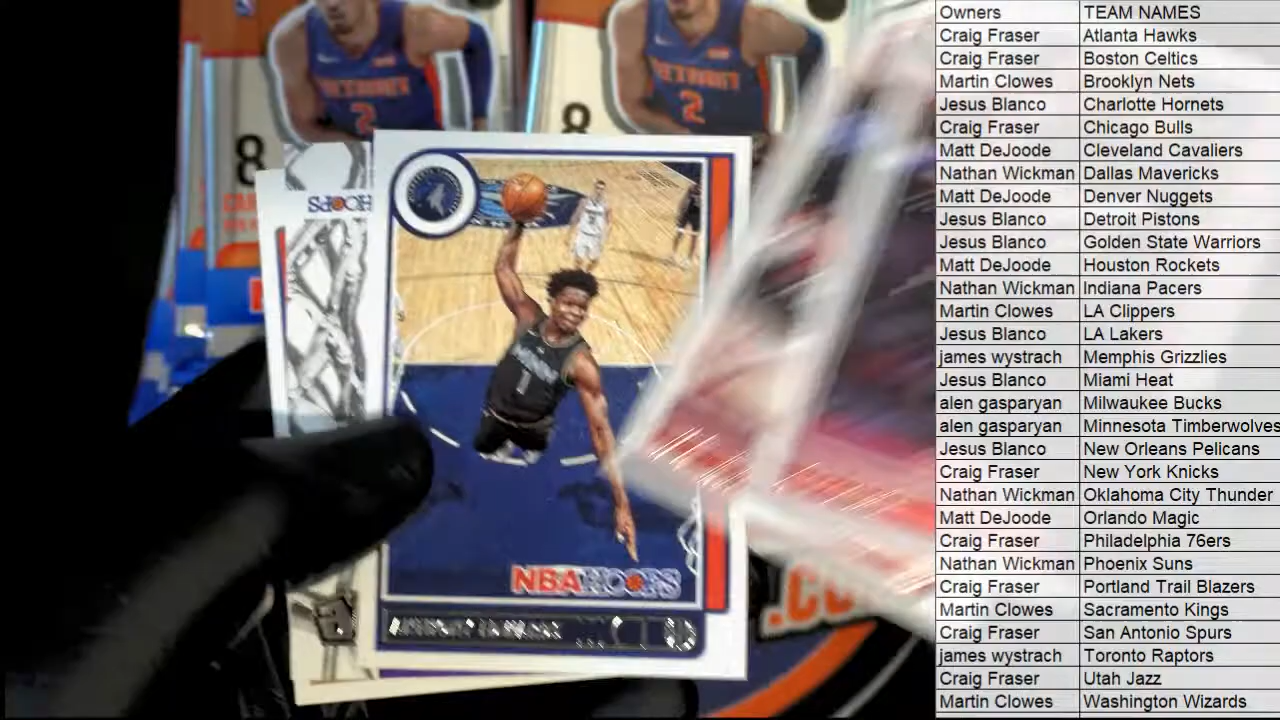 Owners TEAM NAMES
Craig Fraser Atlanta Hawks
Craig Fraser Boston Celtics
Martin Clowes Brooklyn Nets
Jesus Blanco Charlotte Hornets
Craig Fraser Chicago Bulls
Matt DeJoode Cleveland Cavaliers
Nathan Wickman Dallas Mavericks
Matt DeJoode Denver Nuggets
Jesus Blanco Detroit Pistons
Jesus Blanco Golden State Warriors
Matt DeJoode Houston Rockets
Nathan Wickman Indiana Pacers
Martin Clowes LA Clippers
Jesus Blanco LA Lakers
james wystrach Memphis Grizzlies
Jesus Blanco Miami Heat
alen gasparyan Milwaukee Bucks
alen gasparyan Minnesota Timberwolves
Jesus Blanco New Orleans Pelicans
Craig Fraser New York Knicks
Nathan Wickman Oklahoma City Thunder
Matt DeJoode Orlando Magic
Craig Fraser Philadelphia 76ers
Nathan Wickman Phoenix Suns
Craig Fraser Portland Trail Blazers
Martin Clowes Sacramento Kings
Craig Fraser San Antonio Spurs
james wystrach Toronto Raptors
Craig Fraser Utah Jazz
Martin Clowes Washington Wizards
DETROIT
2
8
DETROIT
2
8
HOOPS
1
NBA HOOPS
.CO